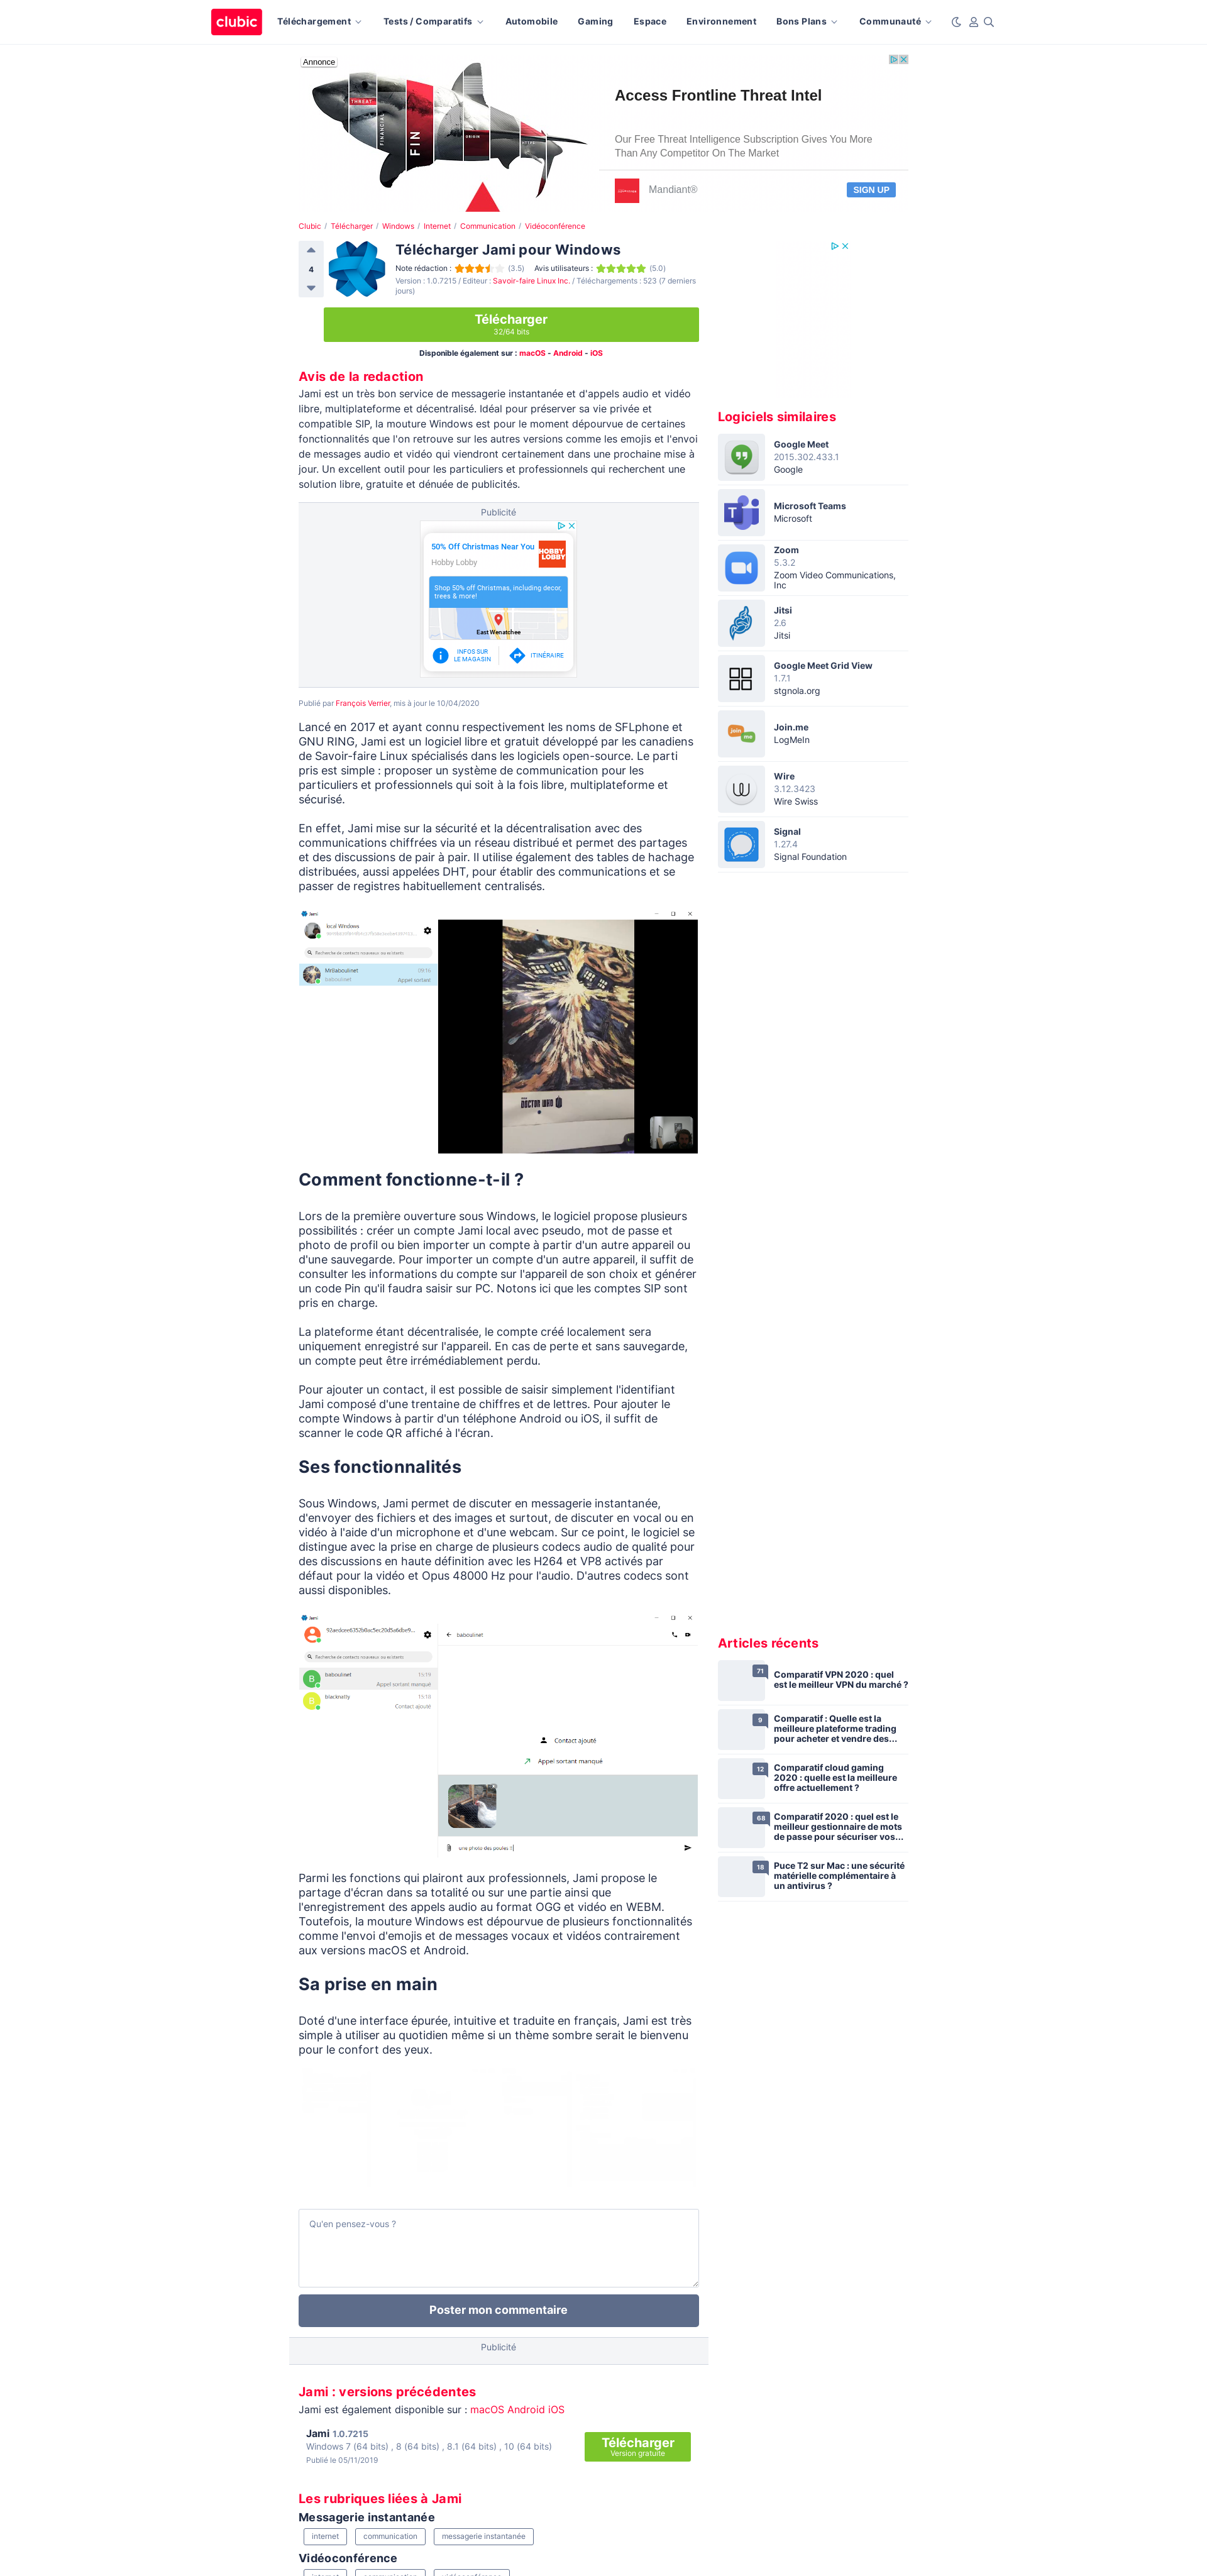 clubic
Téléchargement
Tests / Comparatifs
Automobile
Gaming
Espace
Environnement
Bons Plans
Communauté
Annonce
THREAT
FINANCIAL
FIN
ORIGIN
Access Frontline Threat Intel
Our Free Threat Intelligence Subscription Gives You More
Than Any Competitor On The Market
Mandiant®
SIGN UP
Clubic / Télécharger / Windows / Internet / Communication / Vidéoconférence
4
Télécharger Jami pour Windows
Note rédaction : (3.5) Avis utilisateurs : (5.0)
Version : 1.0.7215 / Editeur : Savoir-faire Linux Inc. / Téléchargements : 523 (7 derniers
jours)
Télécharger
32/64 bits
Disponible également sur : macOS - Android - iOS
Avis de la redaction
Jami est un très bon service de messagerie instantanée et d'appels audio et vidéo
libre, multiplateforme et décentralisé. Idéal pour préserver sa vie privée et
compatible SIP, la mouture Windows est pour le moment dépourvue de certaines
fonctionnalités que l'on retrouve sur les autres versions comme les emojis et l'envoi
de messages audio et vidéo qui viendront certainement dans une prochaine mise à
jour. Un excellent outil pour les particuliers et professionnels qui recherchent une
solution libre, gratuite et dénuée de publicités.
Publicité
50% Off Christmas Near You
Hobby Lobby
HOBBY
LOBBY
Shop 50% off Christmas, including decor,
trees & more!
East Wenatchee
INFOS SUR
LE MAGASIN
ITINÉRAIRE
Publié par François Verrier, mis à jour le 10/04/2020
Lancé en 2017 et ayant connu respectivement les noms de SFLphone et
GNU RING, Jami est un logiciel libre et gratuit développé par les canadiens
de Savoir-faire Linux spécialisés dans les logiciels open-source. Le parti
pris est simple : proposer un système de communication pour les
particuliers et professionnels qui soit à la fois libre, multiplateforme et
sécurisé.
En effet, Jami mise sur la sécurité et la décentralisation avec des
communications chiffrées via un réseau distribué et permet des partages
et des discussions de pair à pair. Il utilise également des tables de hachage
distribuées, aussi appelées DHT, pour établir des communications et se
passer de registres habituellement centralisés.
Jami
local Windows
Recherche de contacts nouveaux ou existants
MrBaboulinet
baboulinet
Appel sortant
DOCTOR WHO
Comment fonctionne-t-il ?
Lors de la première ouverture sous Windows, le logiciel propose plusieurs
possibilités : créer un compte Jami local avec pseudo, mot de passe et
photo de profil ou bien importer un compte à partir d'un autre appareil ou
d'une sauvegarde. Pour importer un compte d'un autre appareil, il suffit de
consulter les informations du compte sur l'appareil de son choix et générer
un code Pin qu'il faudra saisir sur PC. Notons ici que les comptes SIP sont
pris en charge.
La plateforme étant décentralisée, le compte créé localement sera
uniquement enregistré sur l'appareil. En cas de perte et sans sauvegarde,
un compte peut être irrémédiablement perdu.
Pour ajouter un contact, il est possible de saisir simplement l'identifiant
Jami composé d'une trentaine de chiffres et de lettres. Pour ajouter le
compte Windows à partir d'un téléphone Android ou iOS, il suffit de
scanner le code QR affiché à l'écran.
Ses fonctionnalités
Sous Windows, Jami permet de discuter en messagerie instantanée,
d'envoyer des fichiers et des images et surtout, de discuter en vocal ou en
vidéo à l'aide d'un microphone et d'une webcam. Sur ce point, le logiciel se
distingue avec la prise en charge de plusieurs codecs audio de qualité pour
des discussions en haute définition avec les H264 et VP8 activés par
défaut pour la vidéo et Opus 48000 Hz pour l'audio. D'autres codecs sont
aussi disponibles.
Jami
Recherche de contacts nouveaux ou existants
B baboulinet 15:19
Appel sortant manqué
B blacknally 15:18
Contact ajouté
baboulinet
Contact ajouté
Appel sortant manqué
une photo des poules !!
Parmi les fonctions qui plairont aux professionnels, Jami propose le
partage d'écran dans sa totalité ou sur une partie ainsi que
l'enregistrement des appels audio au format OGG et vidéo en WEBM.
Toutefois, la mouture Windows est dépourvue de plusieurs fonctionnalités
comme l'envoi d'emojis et de messages vocaux et vidéos contrairement
aux versions macOS et Android.
Sa prise en main
Doté d'une interface épurée, intuitive et traduite en français, Jami est très
simple à utiliser au quotidien même si un thème sombre serait le bienvenu
pour le confort des yeux.
Qu'en pensez-vous ?
Poster mon commentaire
Publicité
Jami : versions précédentes
Jami est également disponible sur : macOS Android iOS
Jami 1.0.7215
Windows 7 (64 bits) , 8 (64 bits) , 8.1 (64 bits) , 10 (64 bits)
Publié le 05/11/2019
Télécharger
Version gratuite
Les rubriques liées à Jami
Messagerie instantanée
internet
communication
messagerie instantanée
Vidéoconférence
Logiciels similaires
Google Meet
2015.302.433.1
Google
Microsoft Teams
Microsoft
Zoom
5.3.2
Zoom Video Communications,
Inc
Jitsi
2.6
Jitsi
Google Meet Grid View
1.7.1
stgnola.org
join me
Join.me
LogMeIn
Wire
3.12.3423
Wire Swiss
Signal
1.27.4
Signal Foundation
Articles récents
71
Comparatif VPN 2020 : quel
est le meilleur VPN du marché ?
9
Comparatif : Quelle est la
meilleure plateforme trading
pour acheter et vendre des...
12
Comparatif cloud gaming
2020 : quelle est la meilleure
offre actuellement ?
68
Comparatif 2020 : quel est le
meilleur gestionnaire de mots
de passe pour sécuriser vos...
18
Puce T2 sur Mac : une sécurité
matérielle complémentaire à
un antivirus ?